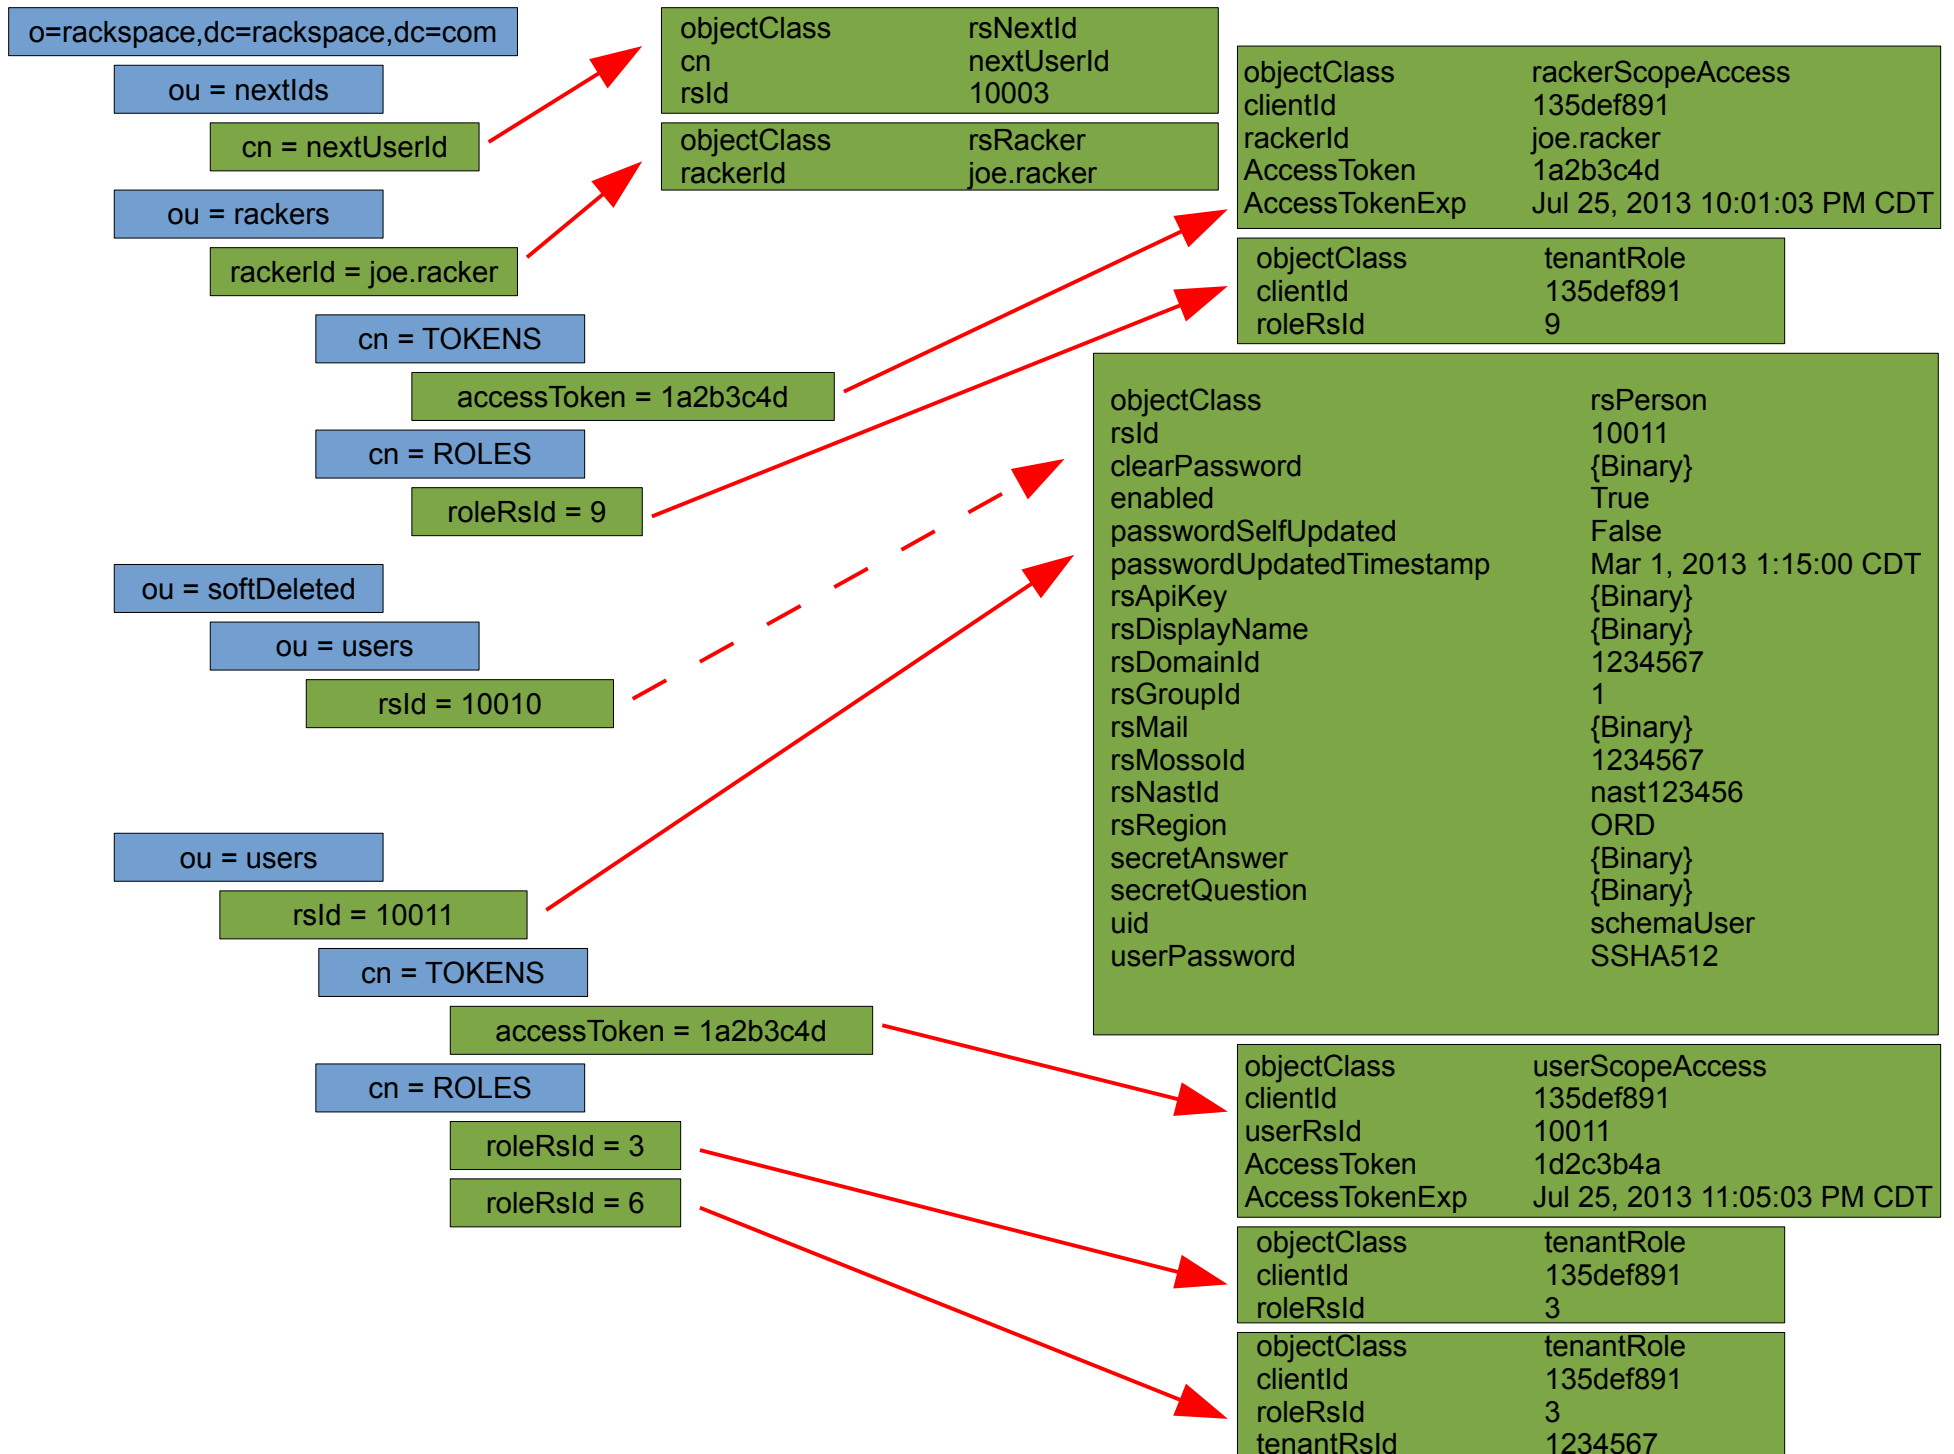 o=rackspace,dc=rackspace,dc=com
ou = nextIds
cn = nextUserId
ou = rackers
rackerId = joe.racker
cn = TOKENS
accessToken = 1a2b3c4d
cn = ROLES
roleRsId = 9
ou = softDeleted
ou = users
rsId = 10010
ou = users
rsId = 10011
cn = TOKENS
accessToken = 1a2b3c4d
cn = ROLES
roleRsId = 3
roleRsId = 6
objectClass rsNextId
cn nextUserId
rsId 10003
objectClass rsRacker
rackerId joe.racker
objectClass rackerScopeAccess
clientId 135def891
rackerId joe.racker
AccessToken 1a2b3c4d
AccessTokenExp Jul 25, 2013 10:01:03 PM CDT
objectClass tenantRole
clientId 135def891
roleRsId 9
objectClass rsPerson
rsId 10011
clearPassword {Binary}
enabled True
passwordSelfUpdated False
passwordUpdatedTimestamp Mar 1, 2013 1:15:00 CDT
rsApiKey {Binary}
rsDisplayName {Binary}
rsDomainId 1234567
rsGroupId 1
rsMail {Binary}
rsMossoId 1234567
rsNastId nast123456
rsRegion ORD
secretAnswer {Binary}
secretQuestion {Binary}
uid schemaUser
userPassword SSHA512
objectClass userScopeAccess
clientId 135def891
userRsId 10011
AccessToken 1d2c3b4a
AccessTokenExp Jul 25, 2013 11:05:03 PM CDT
objectClass tenantRole
clientId 135def891
roleRsId 3
objectClass tenantRole
clientId 135def891
roleRsId 3
tenantRsId 1234567